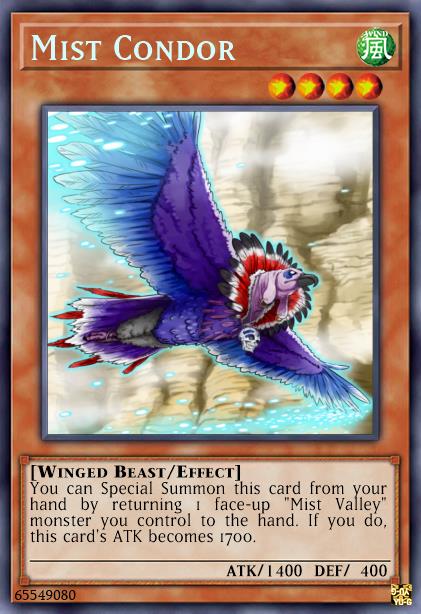 Mist Condor
WIND
風
[Winged Beast/Effect]
You can Special Summon this card from your
hand by returning 1 face-up "Mist Valley"
monster you control to the hand. If you do,
this card's ATK becomes 1700.
ATK/1400 DEF/ 400
65549080